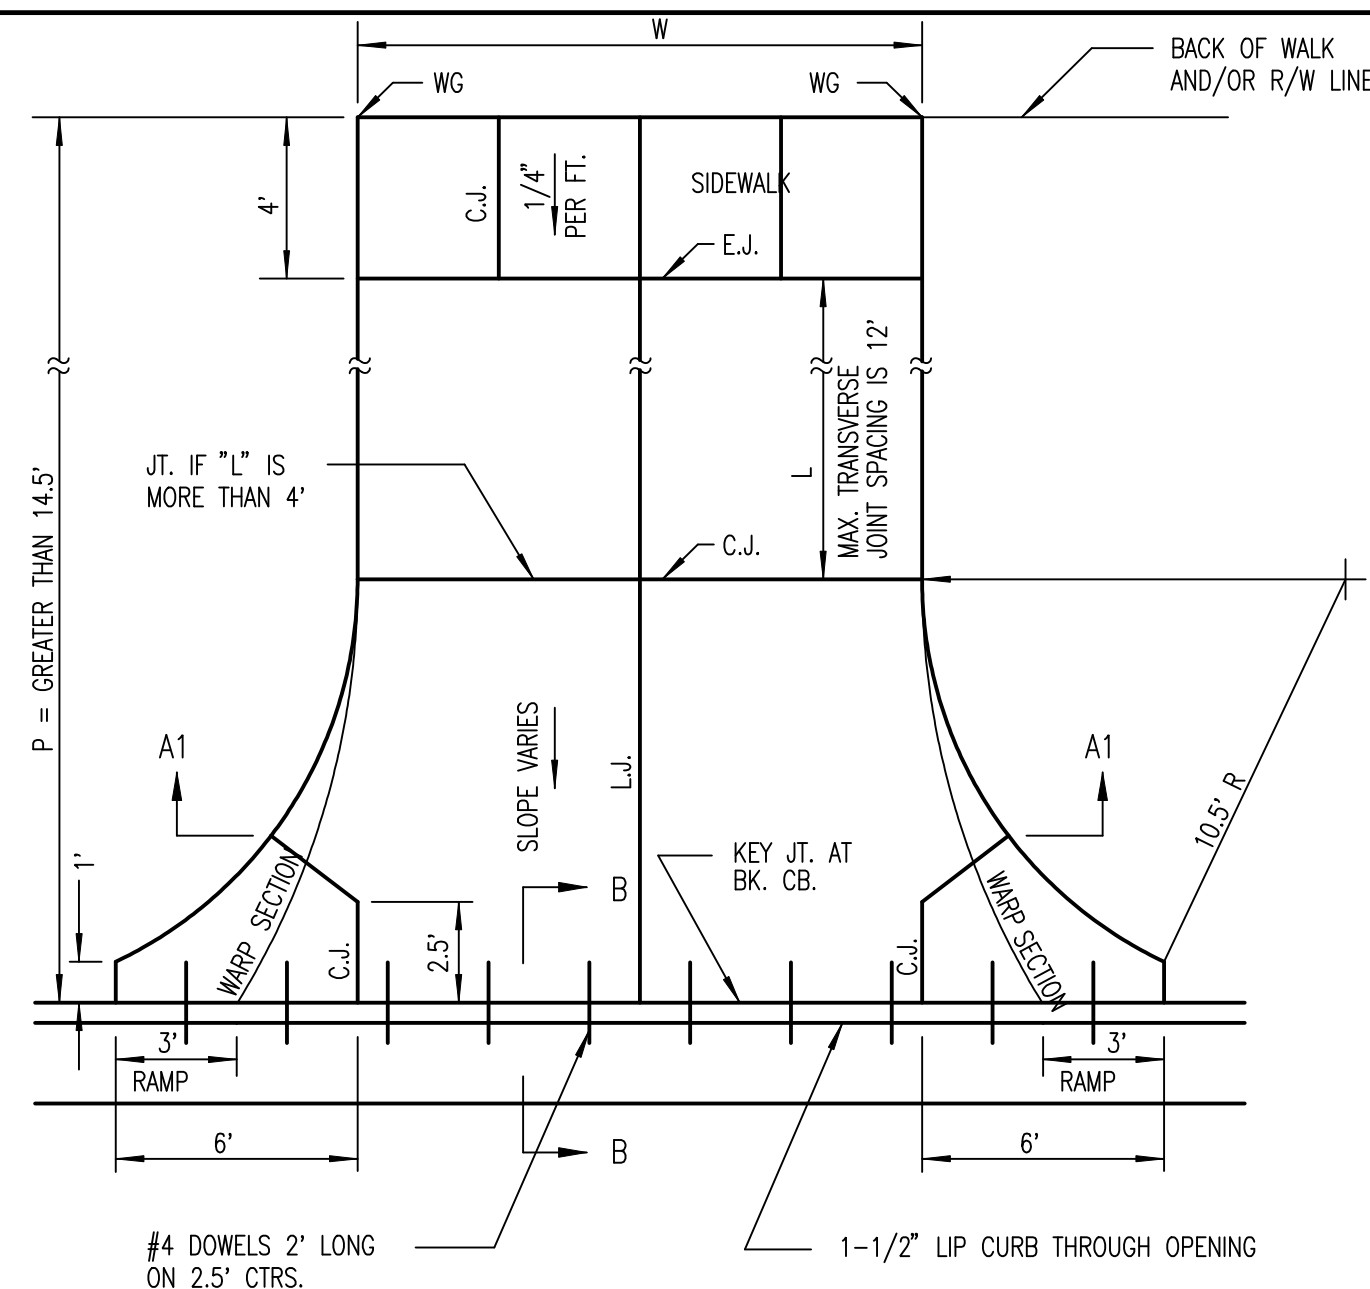 W
BACK OF WALK
AND/OR R/W LINE
WG
WG
4'
C.J.
1/4"
PER FT.
SIDEWALK
E.J.
P = GREATER THAN 14.5'
JT. IF "L" IS
MORE THAN 4'
L
MAX. TRANSVERSE
JOINT SPACING IS 12'
C.J.
A1
A1
SLOPE VARIES
L.J.
10.5' R
1'
WARP SECTION
C.J.
2.5'
B
KEY JT. AT
BK. CB.
C.J.
WARP SECTION
3'
RAMP
3'
RAMP
6'
B
6'
#4 DOWELS 2' LONG
ON 2.5' CTRS.
1-1/2" LIP CURB THROUGH OPENING